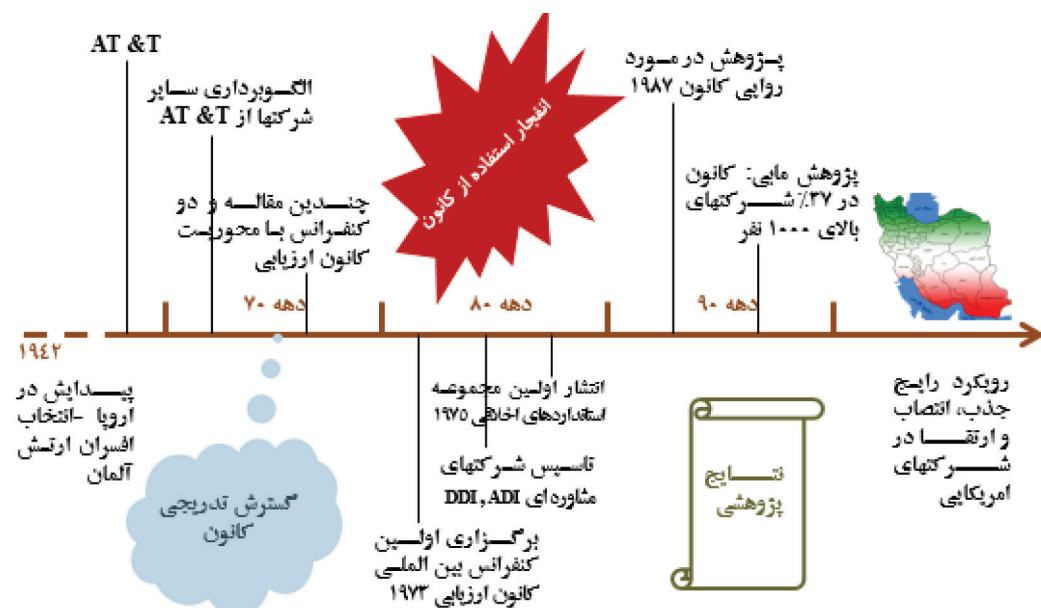 AT &T
الگوبرداری سایر
شرکتها از AT &T
چندین مقاله و دو
کنفرانس با محوریت
کانون ارزیابی
انفجار استفاده از کانون
پژوهش در مورد
روایی کانون ۱۹۸۷
پژوهش مابی: کانون
در ۳۷٪ شرکتهای
بالای ۱۰۰۰ نفر
دهه ۷۰
دهه ۸۰
دهه ۹۰
۱۹٤۲
پیدایش در
اروپا -انتخاب
افسران ارتش
آلمان
گسترش تدریجی
کانون
انتشار اولین مجموعه
استانداردهای اخلاقی ۱۹۷۵
تاسیس شرکتهای
مشاوره‌ای DDI, ADI
برگزاری اولین
کنفرانس بین المللی
کانون ارزیابی ۱۹۷۳
نتایج
پژوهشی
رویکرد رایج
جذب، انتصاب
و ارتقا در
شرکتهای
امریکایی